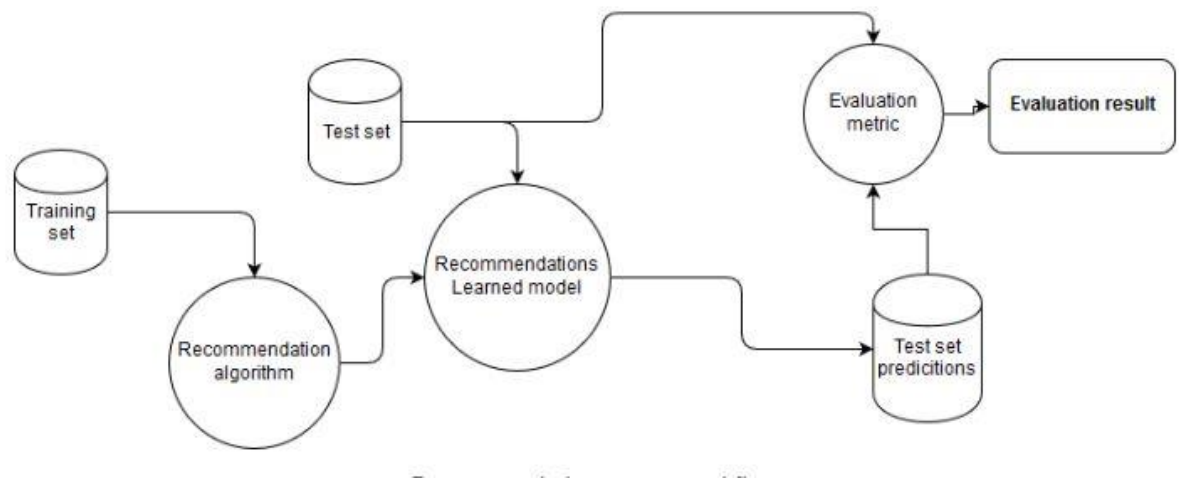 Test set
Evaluation
metric
Evaluation result
Training
set
Recommendations
Learned model
Recommendation
algorithm
Test set
predicitions